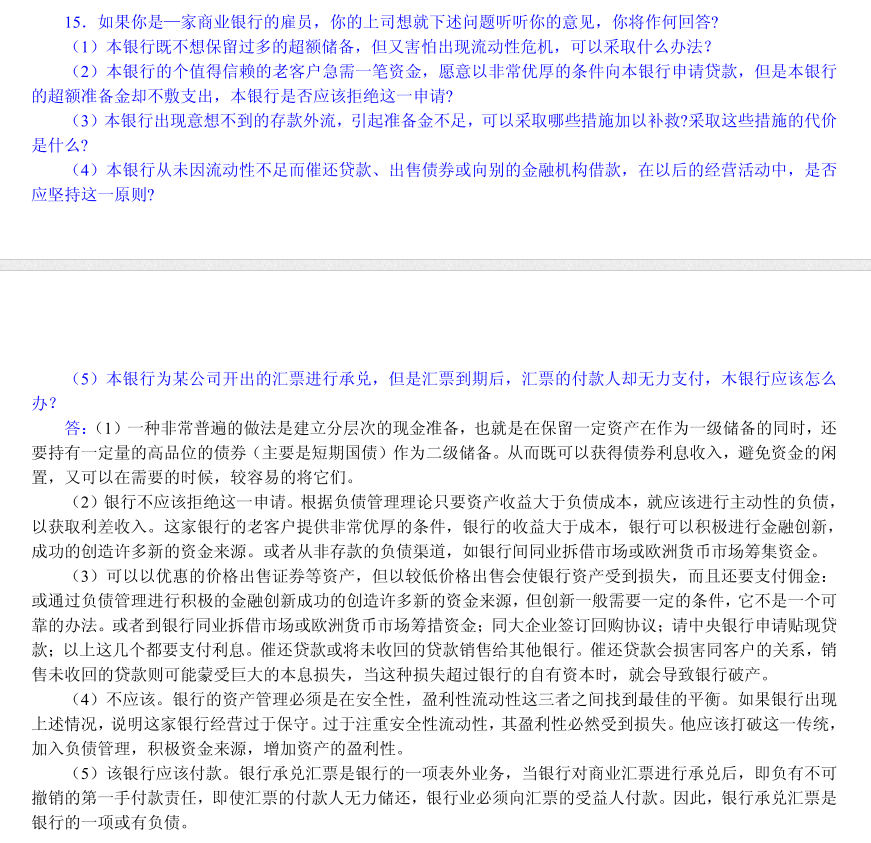 15．如果你是—家商业银行的雇员，你的上司想就下述问题听听你的意见，你将作何回答?
（1）本银行既不想保留过多的超额储备，但又害怕出现流动性危机，可以采取什么办法?
（2）本银行的个值得信赖的老客户急需一笔资金，愿意以非常优厚的条件向本银行申请贷款，但是本银行
的超额准备金却不敷支出，本银行是否应该拒绝这一申请?
（3）本银行出现意想不到的存款外流，引起准备金不足，可以采取哪些措施加以补救?采取这些措施的代价
是什么?
（4）本银行从未因流动性不足而催还贷款、出售债券或向别的金融机构借款，在以后的经营活动中，是否
应坚持这一原则?
（5）本银行为某公司开出的汇票进行承兑，但是汇票到期后，汇票的付款人却无力支付，木银行应该怎么
办?
答：（1）一种非常普遍的做法是建立分层次的现金准备，也就是在保留一定资产在作为一级储备的同时，还
要持有一定量的高品位的债券（主要是短期国债）作为二级储备。从而既可以获得债券利息收入，避免资金的闲
置，又可以在需要的时候，较容易的将它们。
（2）银行不应该拒绝这一申请。根据负债管理理论只要资产收益大于负债成本，就应该进行主动性的负债，
以获取利差收入。这家银行的老客户提供非常优厚的条件，银行的收益大于成本，银行可以积极进行金融创新，
成功的创造许多新的资金来源。或者从非存款的负债渠道，如银行间同业拆借市场或欧洲货币市场筹集资金。
（3）可以以优惠的价格出售证券等资产，但以较低价格出售会使银行资产受到损失，而且还要支付佣金：
或通过负债管理进行积极的金融创新成功的创造许多新的资金来源，但创新一般需要一定的条件，它不是一个可
靠的办法。或者到银行同业拆借市场或欧洲货币市场筹措资金；同大企业签订回购协议；请中央银行申请贴现贷
款；以上这几个都要支付利息。催还贷款或将未收回的贷款销售给其他银行。催还贷款会损害同客户的关系，销
售未收回的贷款则可能蒙受巨大的本息损失，当这种损失超过银行的自有资本时，就会导致银行破产。
（4）不应该。银行的资产管理必须是在安全性，盈利性流动性这三者之间找到最佳的平衡。如果银行出现
上述情况，说明这家银行经营过于保守。过于注重安全性流动性，其盈利性必然受到损失。他应该打破这一传统，
加入负债管理，积极资金来源，增加资产的盈利性。
（5）该银行应该付款。银行承兑汇票是银行的一项表外业务，当银行对商业汇票进行承兑后，即负有不可
撤销的第一手付款责任，即使汇票的付款人无力储还，银行业必须向汇票的受益人付款。因此，银行承兑汇票是
银行的一项或有负债。